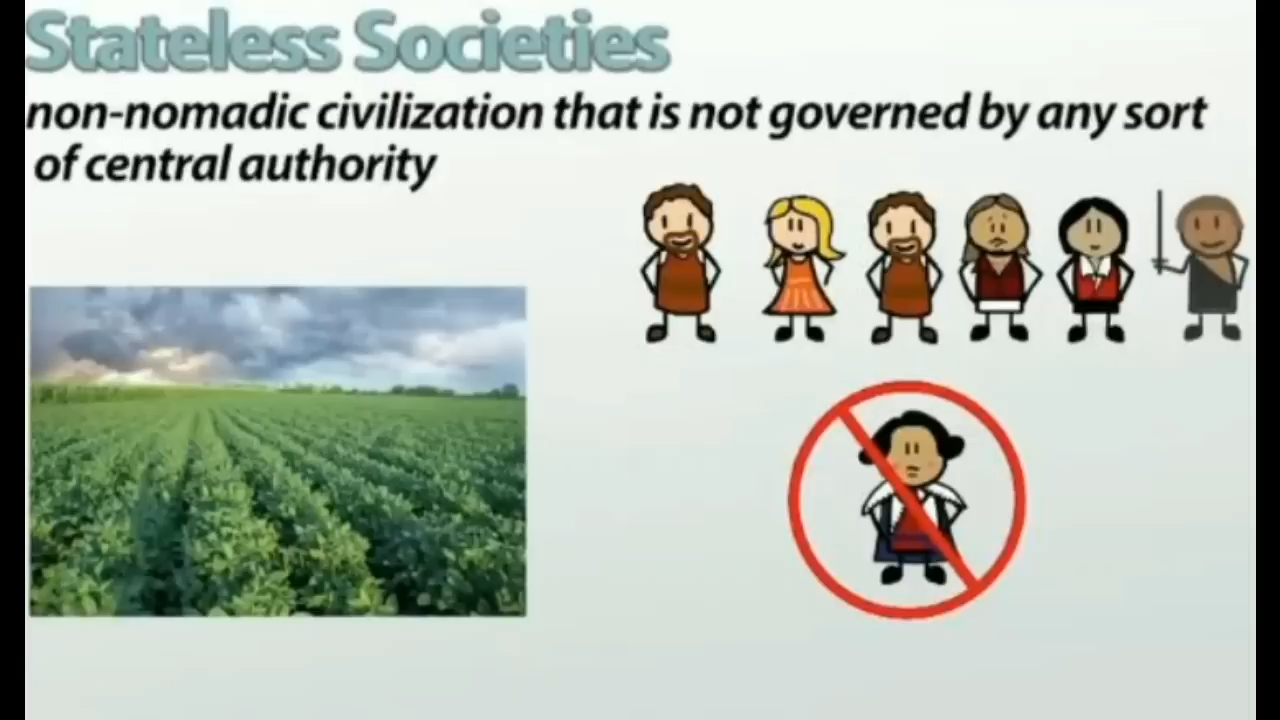 Stateless Societies
non-nomadic civilization that is not governed by any sort
of central authority